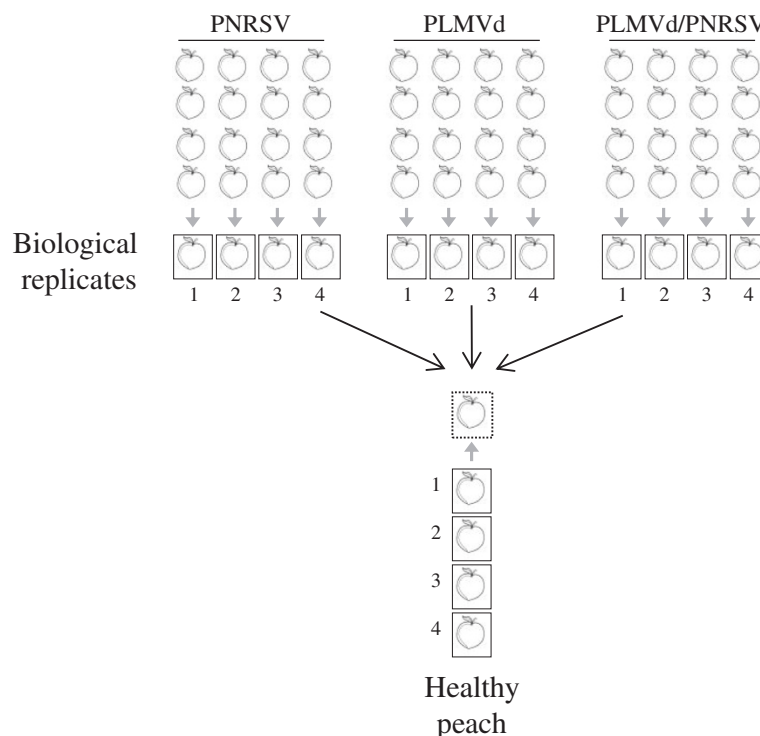 PNRSV PLMVd PLMVd/PNRSV
Biological
replicates
1 2 3 4 1 2 3 4 1 2 3 4
1
2
3
4
Healthy
peach